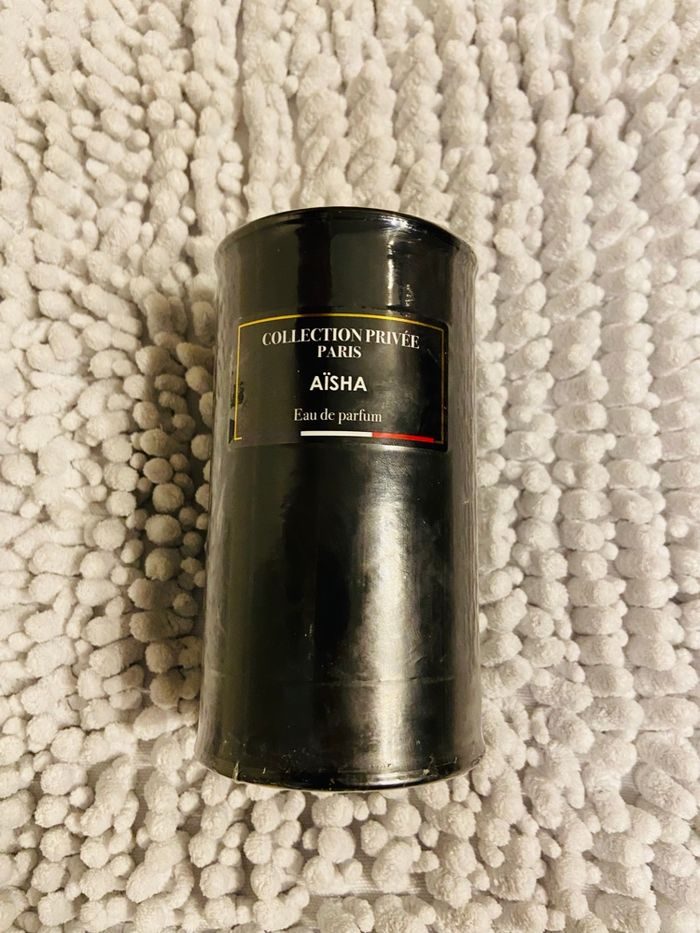 COLLECTION PRIVÉE
PARIS
AÏSHA
Eau de parfum